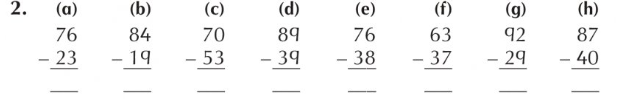 2. (a) (b) (c) (d) (e) (f) (g) (h)
76 84 70 89 76 63 92 87
– 23 – 19 – 53 – 39 – 38 – 37 – 29 – 40